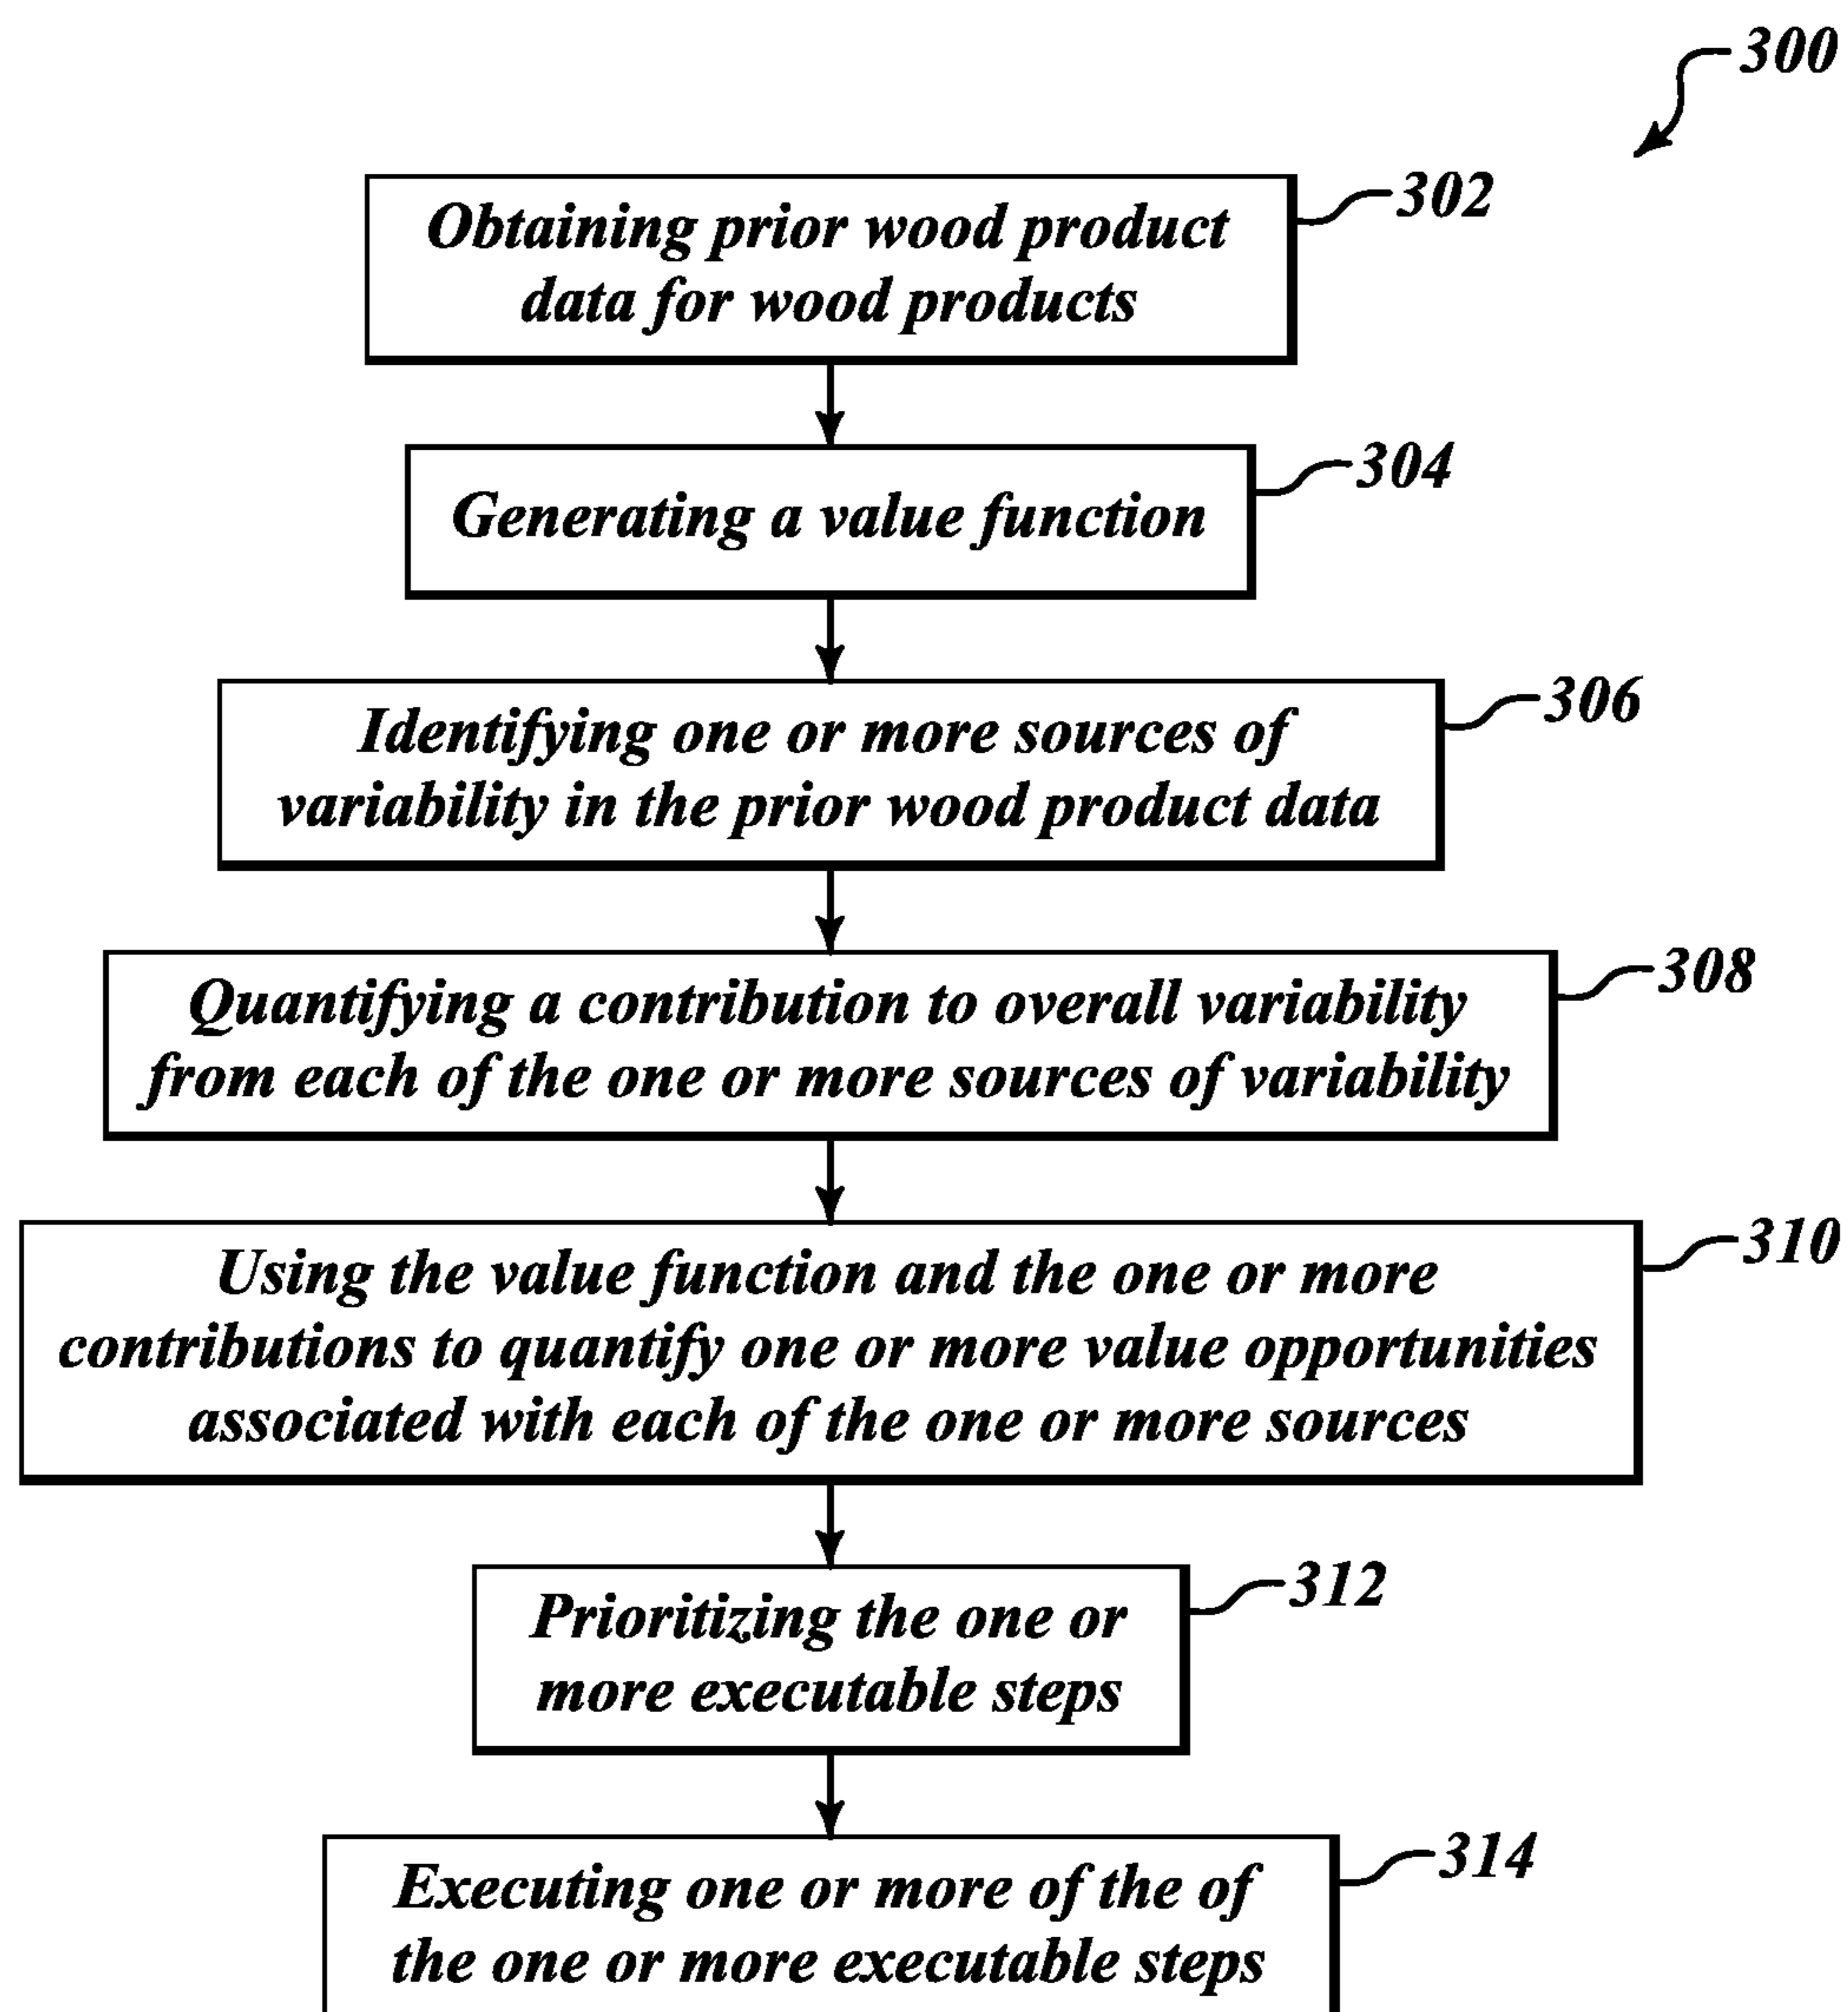 300
302
Obtaining prior wood product
data for wood products
304
Generating a value function
306
Identifying one or more sources of
variability in the prior wood product data
308
Quantifying a contribution to overall variability
from each of the one or more sources of variability
310
Using the value function and the one or more
contributions to quantify one or more value opportunities
associated with each of the one or more sources
312
Prioritizing the one or
more executable steps
314
Executing one or more of the of
the one or more executable steps